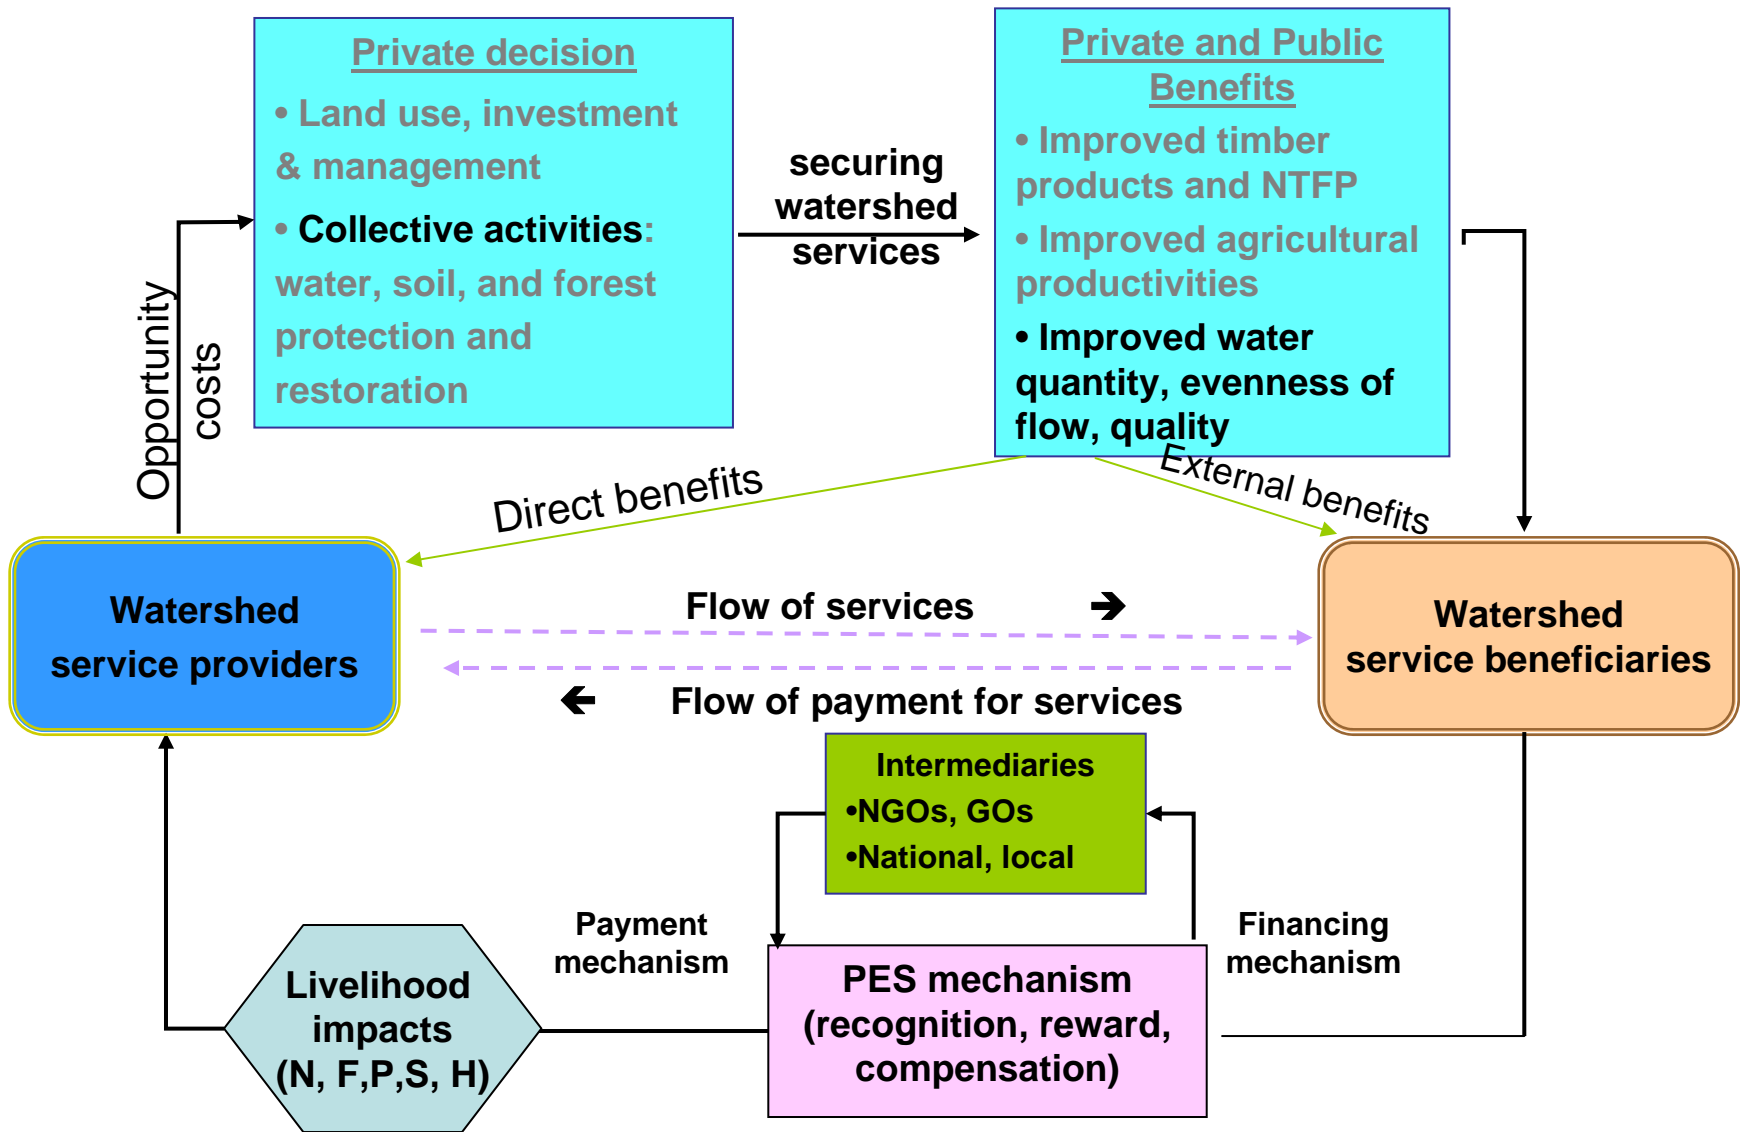 Private decision
• Land use, investment
& management
• Collective activities:
water, soil, and forest
protection and
restoration
securing
watershed
services
Private and Public
Benefits
• Improved timber
products and NTFP
• Improved agricultural
productivities
• Improved water
quantity, evenness of
flow, quality
Opportunity
costs
Direct benefits
External benefits
Watershed
service providers
Flow of services ➔
🡸 Flow of payment for services
Watershed
service beneficiaries
Intermediaries
•NGOs, GOs
•National, local
Payment
mechanism
Financing
mechanism
Livelihood
impacts
(N, F,P,S, H)
PES mechanism
(recognition, reward,
compensation)